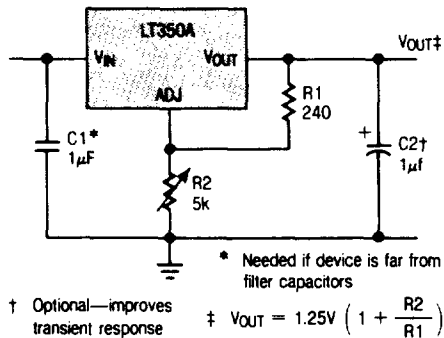 LT350A
VIN
VOUT
ADJ
VOUT‡
R1
240
C1*
1µF
C2†
1µf
+
R2
5k
* Needed if device is far from
filter capacitors
† Optional—improves
transient response
‡ VOUT = 1.25V ( 1 + R2/R1 )